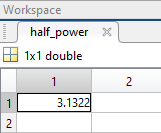 Workspace
half_power
1x1 double
1 2
1 3.1322
2